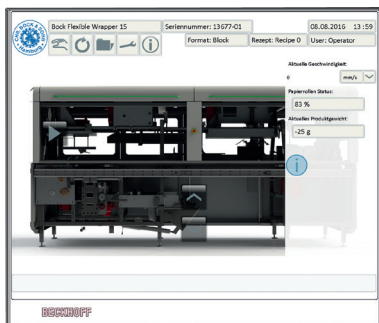 Bock Flexible Wrapper 15
Seriennummer: 13677-01
08.08.2016 13:59
Format: Block
Rezept: Recipe 0
User: Operator
Aktuelle Geschwindigkeit:
0 mm/s
Papierrollen Status:
83 %
Aktuelles Produktgewicht:
-25 g
BECKHOFF